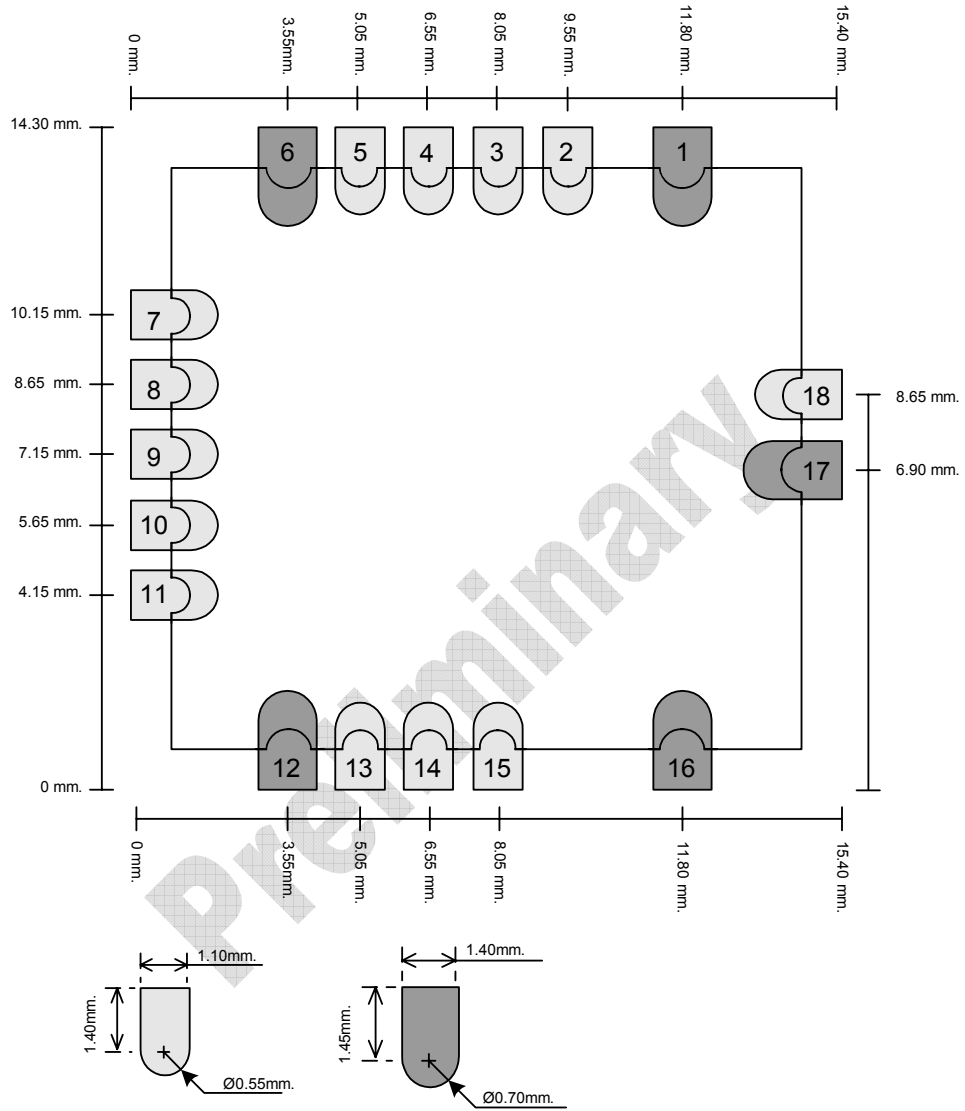 0 mm.
3.55mm.
5.05 mm.
6.55 mm.
8.05 mm.
9.55 mm.
11.80 mm.
15.40 mm.
14.30 mm.
6
5
4
3
2
1
10.15 mm.
7
8.65 mm.
8
18
8.65 mm.
7.15 mm.
9
17
6.90 mm.
5.65 mm.
10
4.15 mm.
11
Preliminary
0 mm.
12
13
14
15
16
0 mm.
3.55mm.
5.05 mm.
6.55 mm.
8.05 mm.
11.80 mm.
15.40 mm.
1.10mm.
1.40mm.
1.40mm.
1.45mm.
Ø0.55mm.
Ø0.70mm.